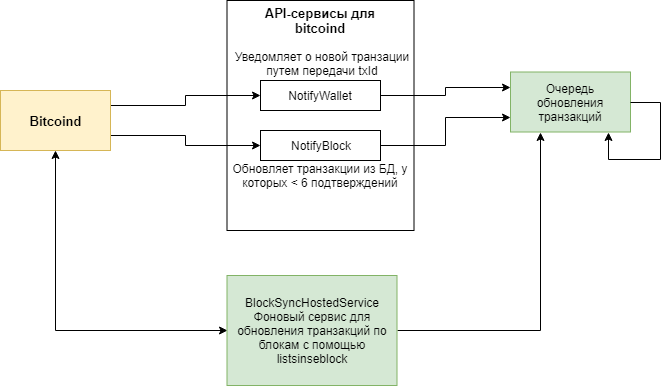 API-сервисы для
bitcoind
Уведомляет о новой транзации
путем передачи txId
NotifyWallet
Bitcoind
NotifyBlock
Обновляет транзакции из БД, у
которых < 6 подтверждений
Очередь
обновления
транзакций
BlockSyncHostedService
Фоновый сервис для
обновления транзакций по
блокам с помощью
listsinseblock